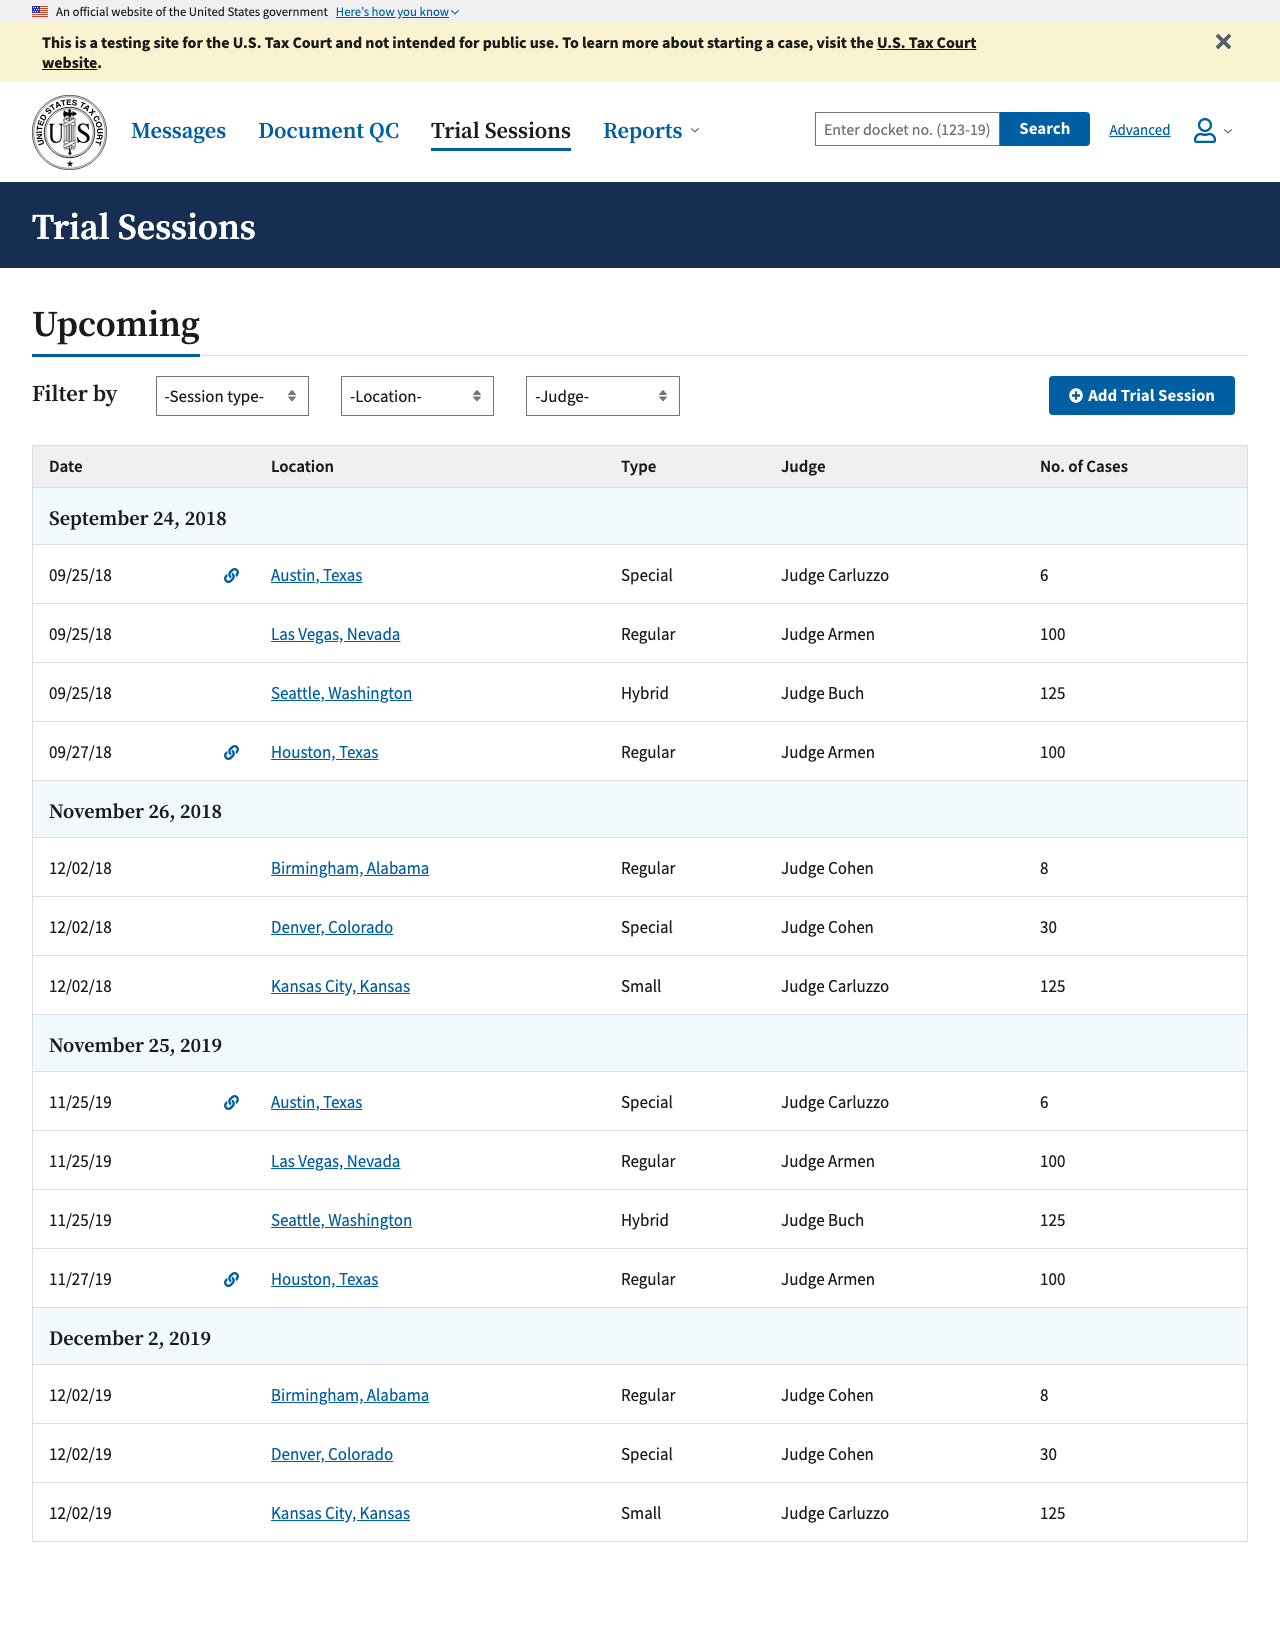 An official website of the United States government Here's how you know
This is a testing site for the U.S. Tax Court and not intended for public use. To learn more about starting a case, visit the U.S. Tax Court
website.
UNITED STATES TAX COURT
US
Messages Document QC Trial Sessions Reports Enter docket no. (123-19) Search Advanced
Trial Sessions
Upcoming
Filter by -Session type- -Location- -Judge- Add Trial Session
Date Location Type Judge No. of Cases
September 24, 2018
09/25/18 Austin, Texas Special Judge Carluzzo 6
09/25/18 Las Vegas, Nevada Regular Judge Armen 100
09/25/18 Seattle, Washington Hybrid Judge Buch 125
09/27/18 Houston, Texas Regular Judge Armen 100
November 26, 2018
12/02/18 Birmingham, Alabama Regular Judge Cohen 8
12/02/18 Denver, Colorado Special Judge Cohen 30
12/02/18 Kansas City, Kansas Small Judge Carluzzo 125
November 25, 2019
11/25/19 Austin, Texas Special Judge Carluzzo 6
11/25/19 Las Vegas, Nevada Regular Judge Armen 100
11/25/19 Seattle, Washington Hybrid Judge Buch 125
11/27/19 Houston, Texas Regular Judge Armen 100
December 2, 2019
12/02/19 Birmingham, Alabama Regular Judge Cohen 8
12/02/19 Denver, Colorado Special Judge Cohen 30
12/02/19 Kansas City, Kansas Small Judge Carluzzo 125